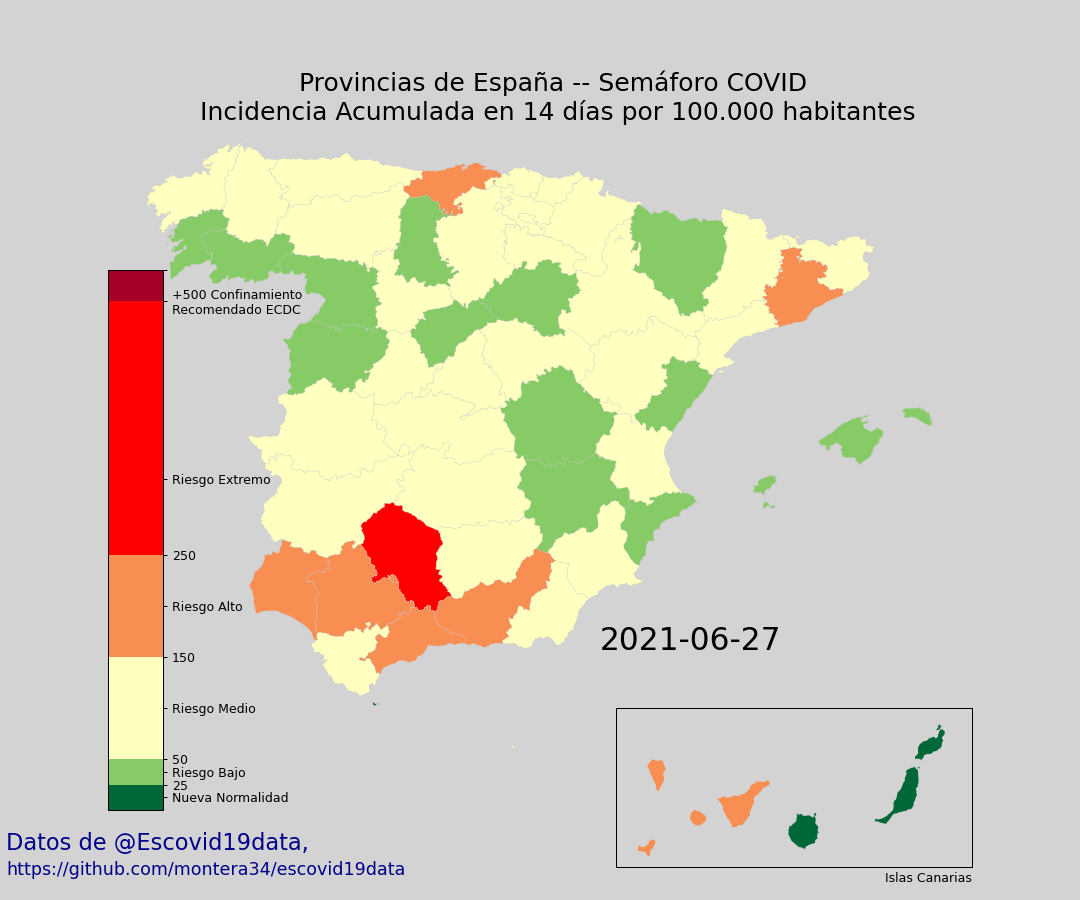 Provincias de España -- Semáforo COVID
Incidencia Acumulada en 14 días por 100.000 habitantes
+500 Confinamiento
Recomendado ECDC
Riesgo Extremo
250
Riesgo Alto
2021-06-27
150
Riesgo Medio
50
Riesgo Bajo
25
Nueva Normalidad
Datos de @Escovid19data,
https://github.com/montera34/escovid19data
Islas Canarias